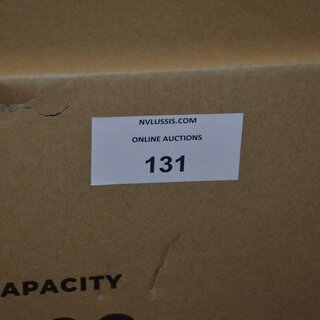 NVLUSSIS.COM
ONLINE AUCTIONS
131
APACITY